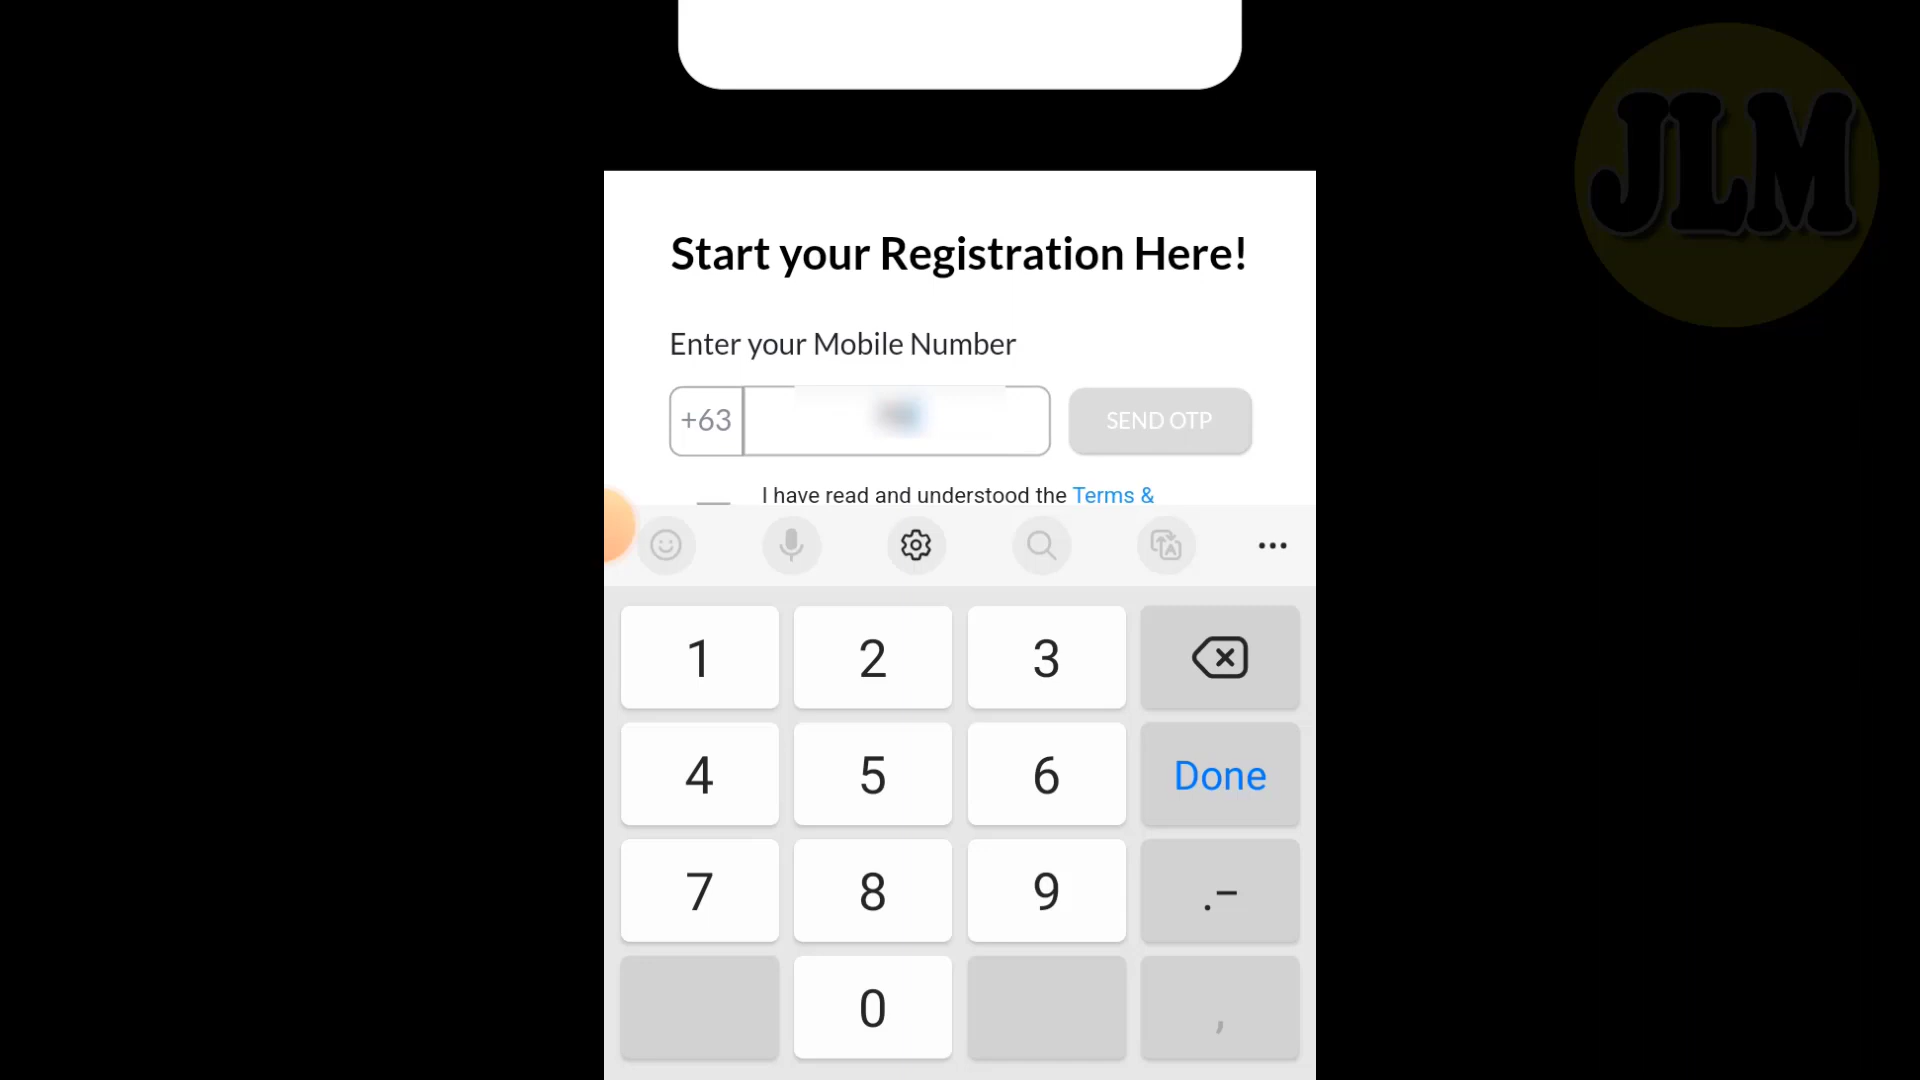 JLM
Start your Registration Here!
Enter your Mobile Number
+63
SEND OTP
I have read and understood the Terms &
1 2 3
4 5 6 Done
7 8 9 .-
0 ,